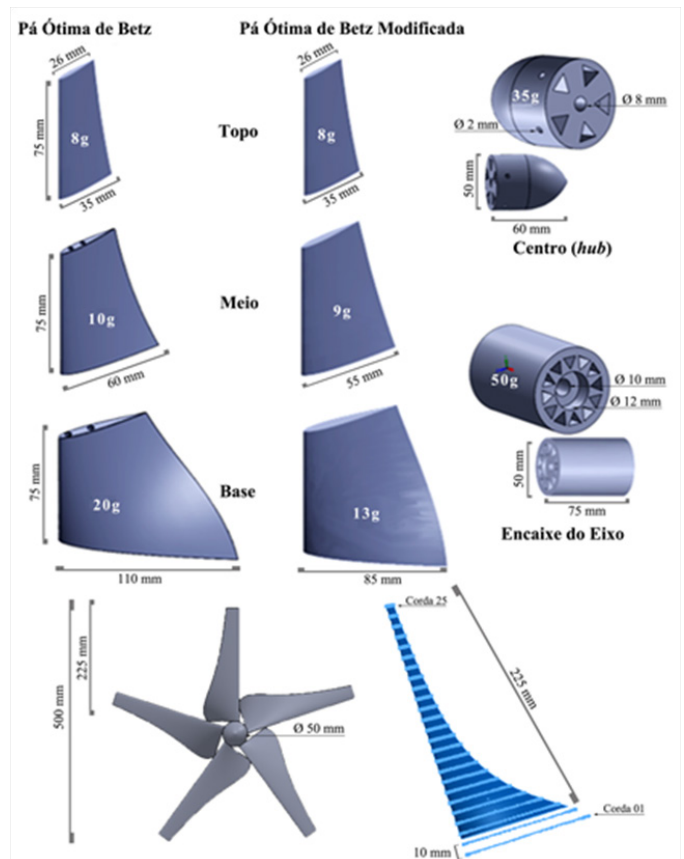 Pá Ótima de Betz
Pá Ótima de Betz Modificada
26 mm
75 mm
8g
35 mm
Topo
26 mm
8g
35 mm
35g
Ø 8 mm
Ø 2 mm
50 mm
60 mm
Centro (hub)
75 mm
10g
60 mm
Meio
9g
55 mm
50g
Ø 10 mm
Ø 12 mm
50 mm
75 mm
Encaixe do Eixo
75 mm
20g
110 mm
Base
13g
85 mm
500 mm
225 mm
Ø 50 mm
Corda 25
225 mm
Corda 01
10 mm